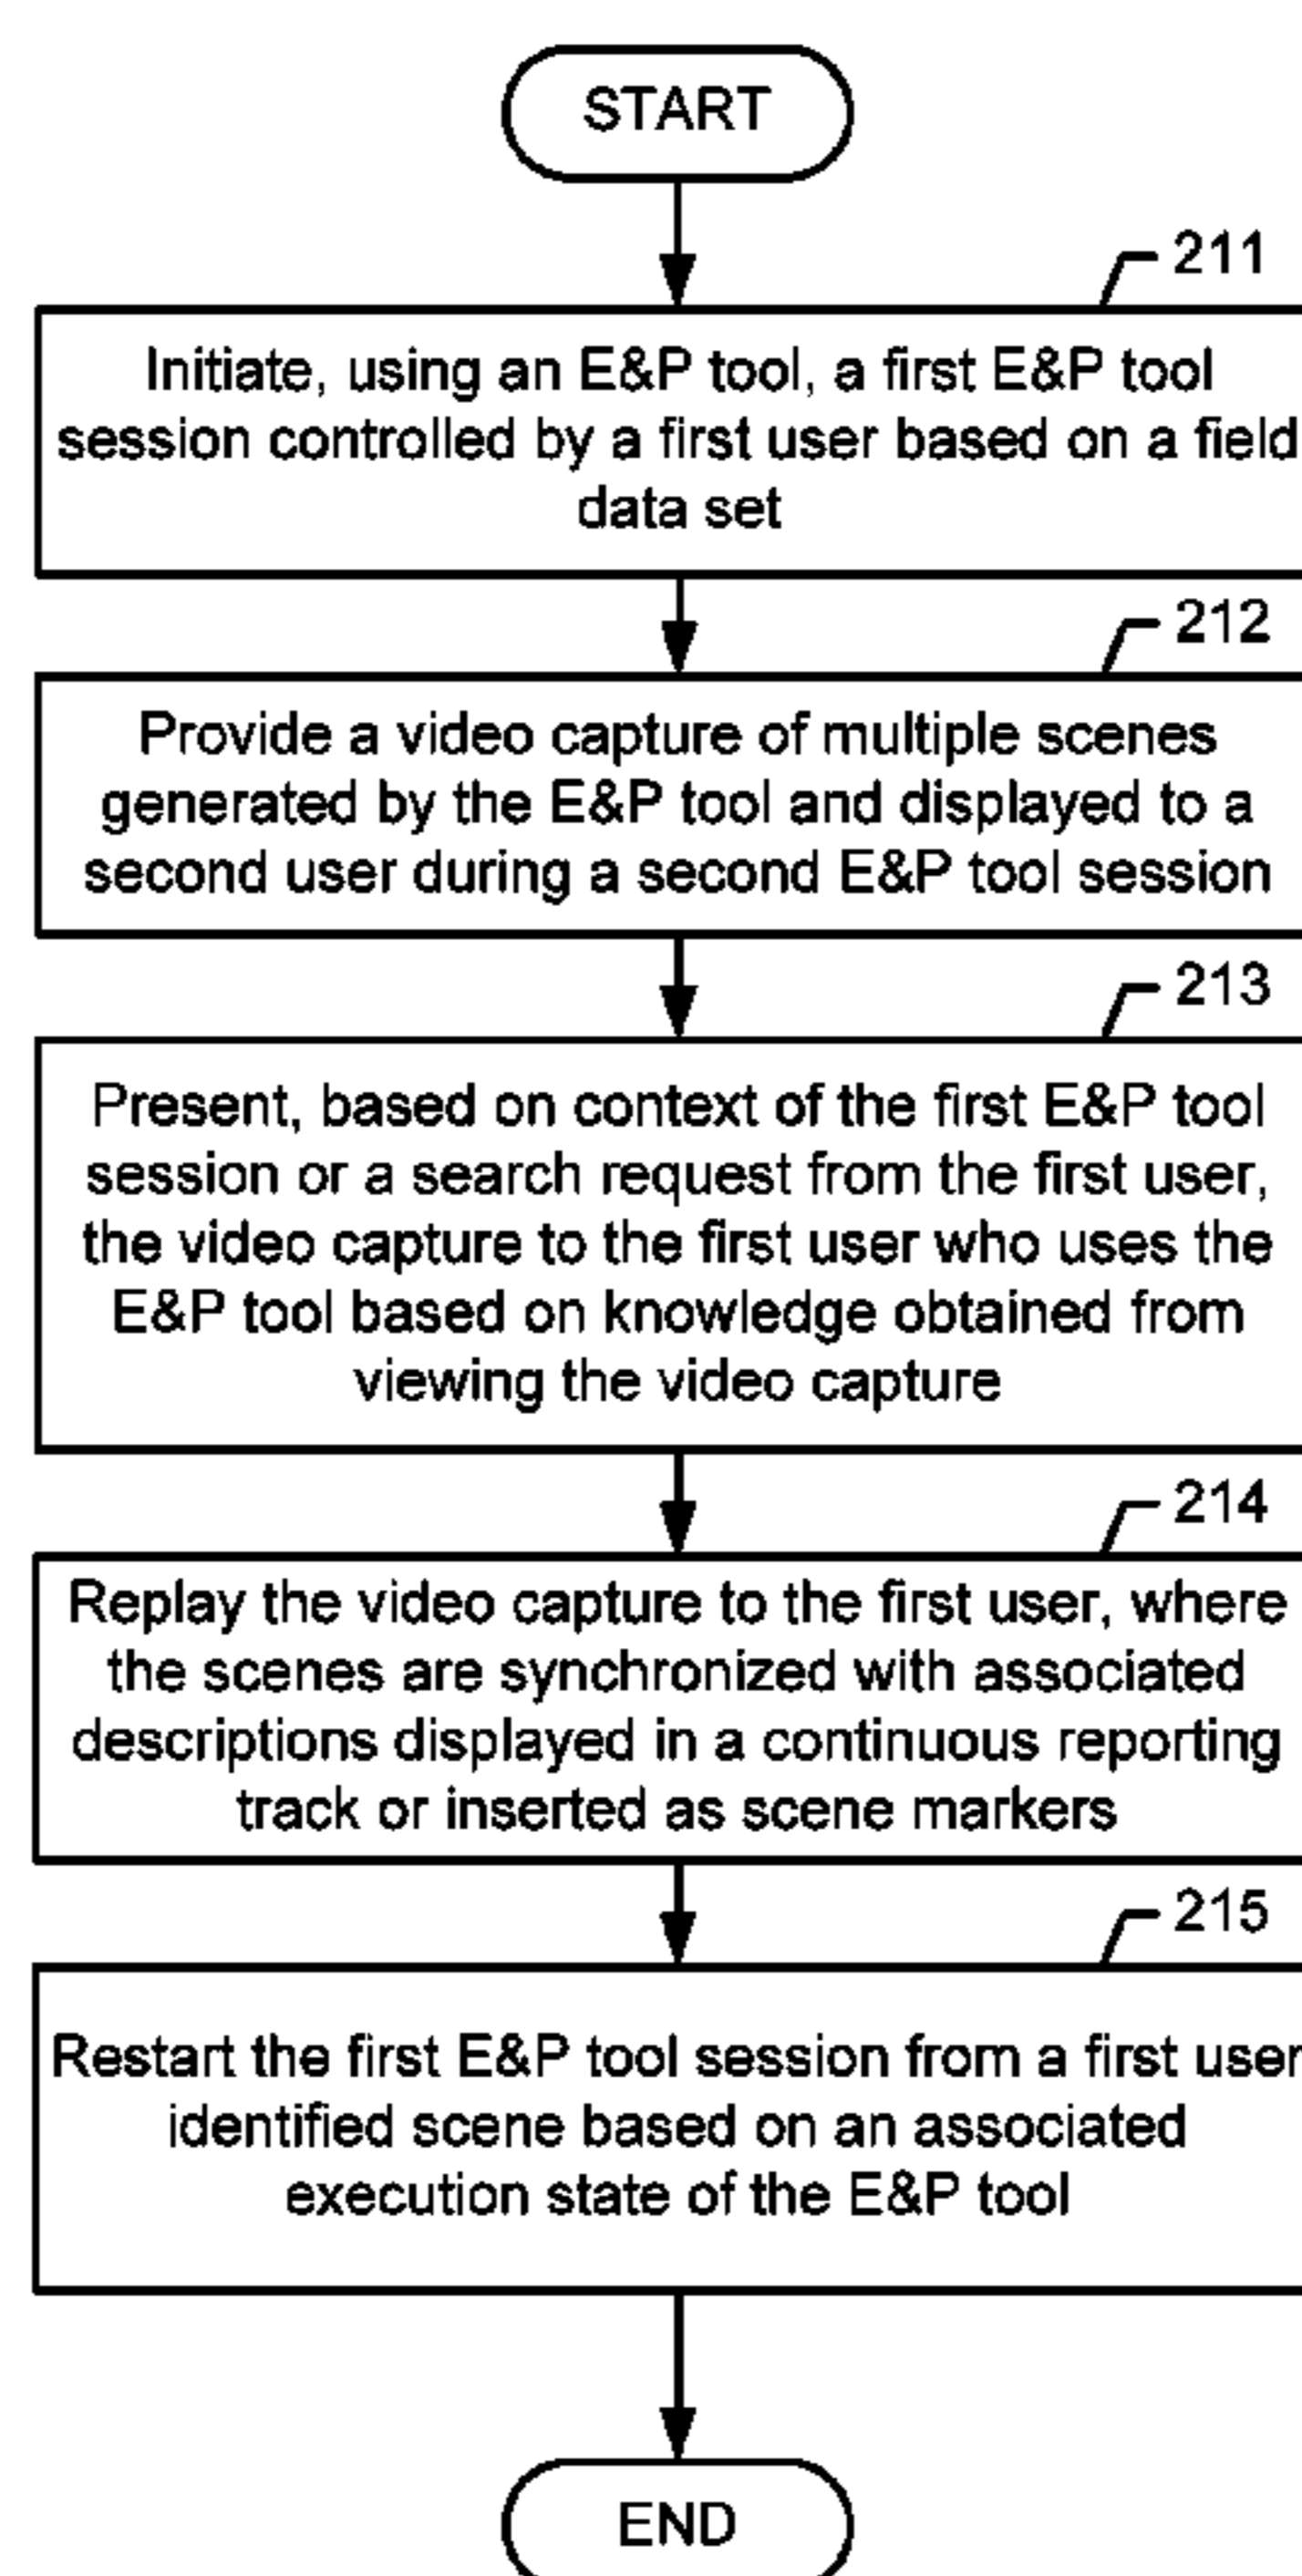 START
211
Initiate, using an E&P tool, a first E&P tool
session controlled by a first user based on a field
data set
212
Provide a video capture of multiple scenes
generated by the E&P tool and displayed to a
second user during a second E&P tool session
213
Present, based on context of the first E&P tool
session or a search request from the first user,
the video capture to the first user who uses the
E&P tool based on knowledge obtained from
viewing the video capture
214
Replay the video capture to the first user, where
the scenes are synchronized with associated
descriptions displayed in a continuous reporting
track or inserted as scene markers
215
Restart the first E&P tool session from a first user
identified scene based on an associated
execution state of the E&P tool
END